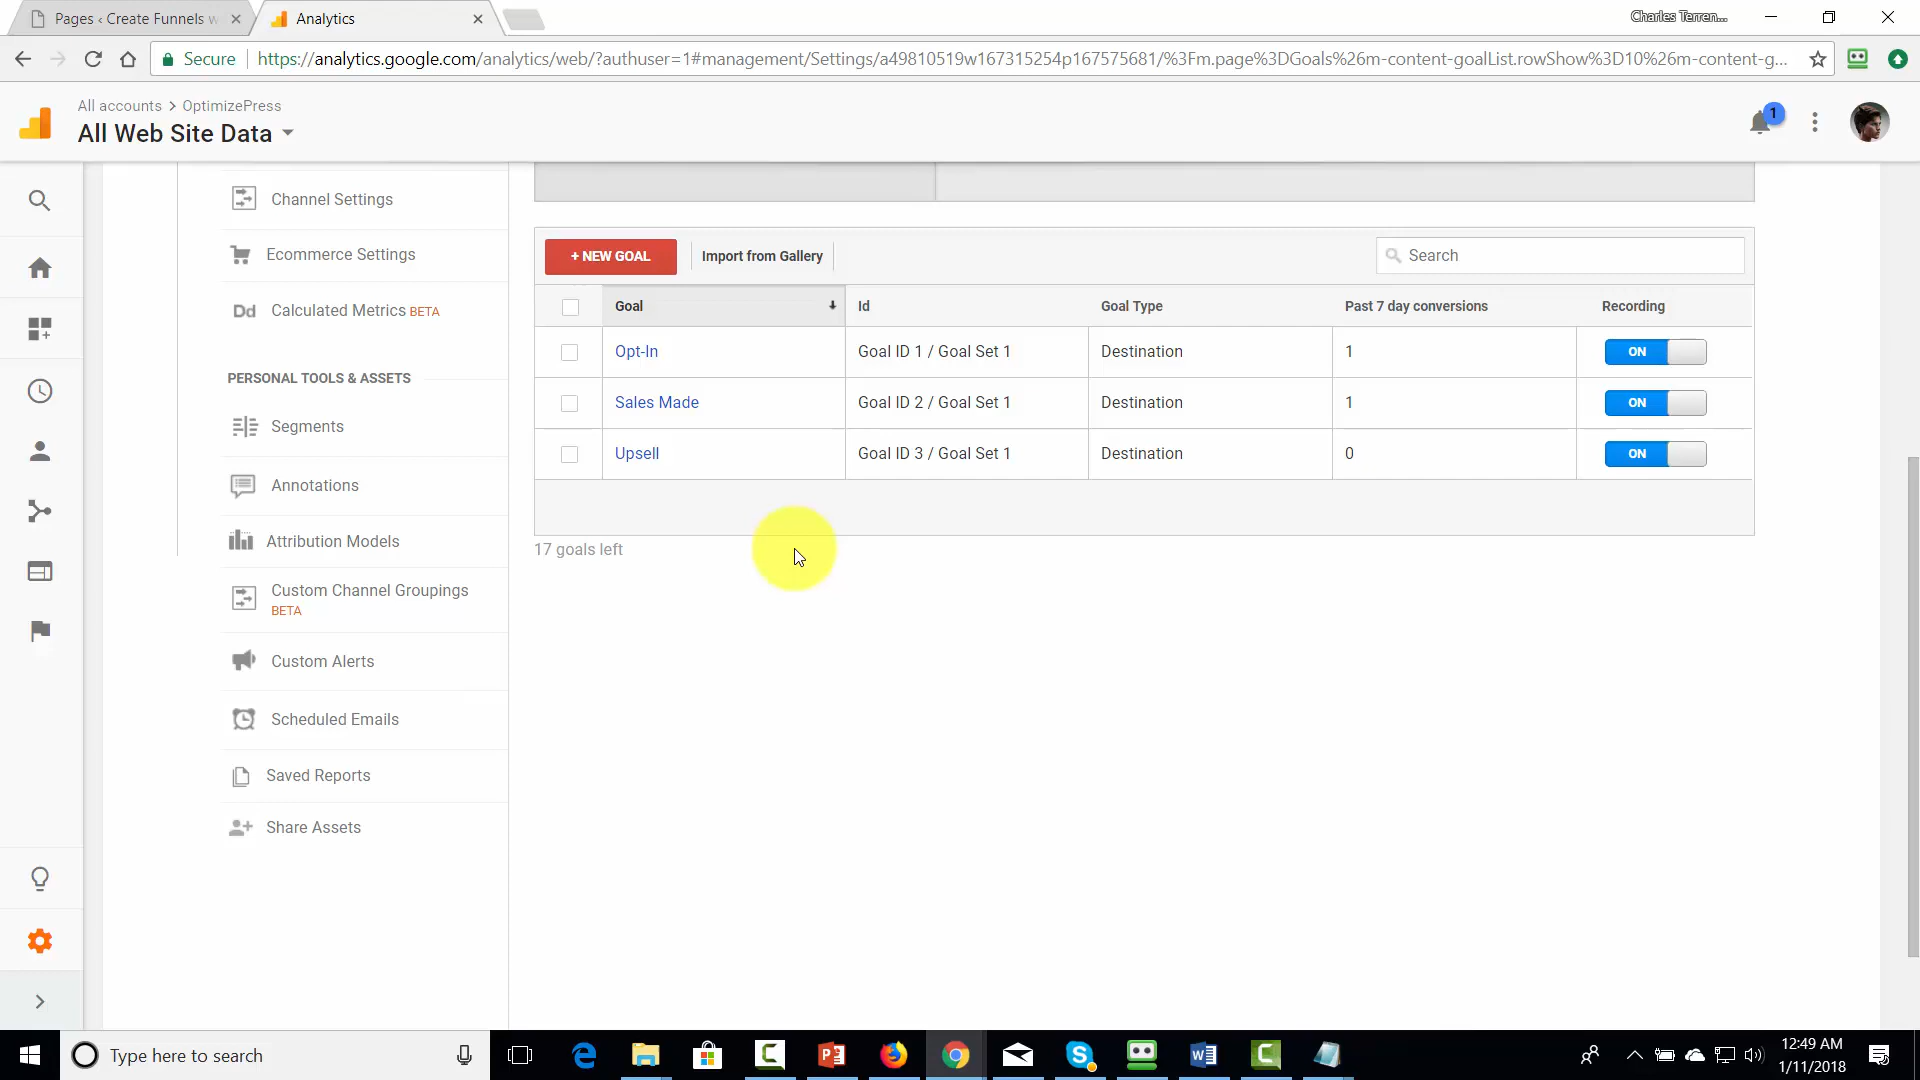 Pages ‹ Create Funnels w
Analytics
Charles Terren...
Secure
https://analytics.google.com/analytics/web/?authuser=1#management/Settings/a49810519w167315254p167575681/%3Fm.page%3DGoals%26m-content-goalList.rowShow%3D10%26m-content-g...
All accounts > OptimizePress
All Web Site Data
1
Channel Settings
Ecommerce Settings
Dd Calculated Metrics BETA
PERSONAL TOOLS & ASSETS
Segments
Annotations
Attribution Models
Custom Channel Groupings
BETA
Custom Alerts
Scheduled Emails
Saved Reports
Share Assets
+ NEW GOAL
Import from Gallery
Search
Goal Id Goal Type Past 7 day conversions Recording
Opt-In Goal ID 1 / Goal Set 1 Destination 1 ON
Sales Made Goal ID 2 / Goal Set 1 Destination 1 ON
Upsell Goal ID 3 / Goal Set 1 Destination 0 ON
17 goals left
Type here to search
12:49 AM
1/11/2018